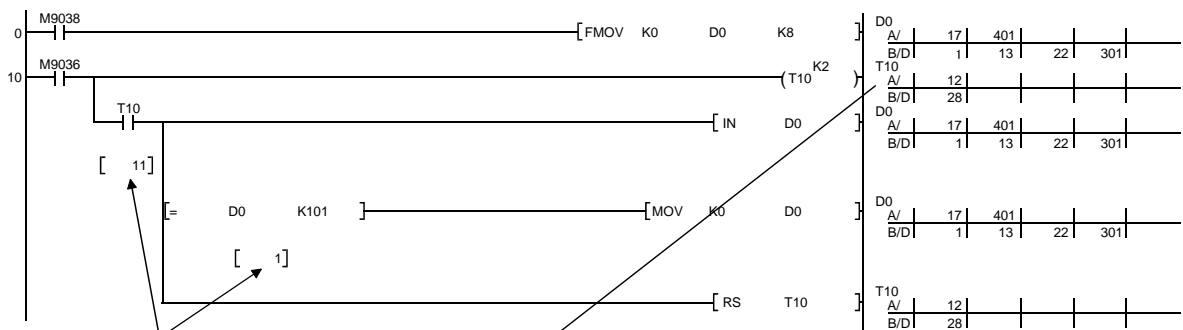 M9038
0 [FMOV K0 D0 K8 ]
D0
A/ 17 401
B/D 1 13 22 301
M9036
10 (T10 K2 )
T10
A/ 12
B/D 28
T10
[IN D0 ]
D0
A/ 17 401
B/D 1 13 22 301
[ 11]
[= D0 K101 ] [MOV K0 D0 ]
D0
A/ 17 401
B/D 1 13 22 301
[ 1]
[RS T10 ]
T10
A/ 12
B/D 28